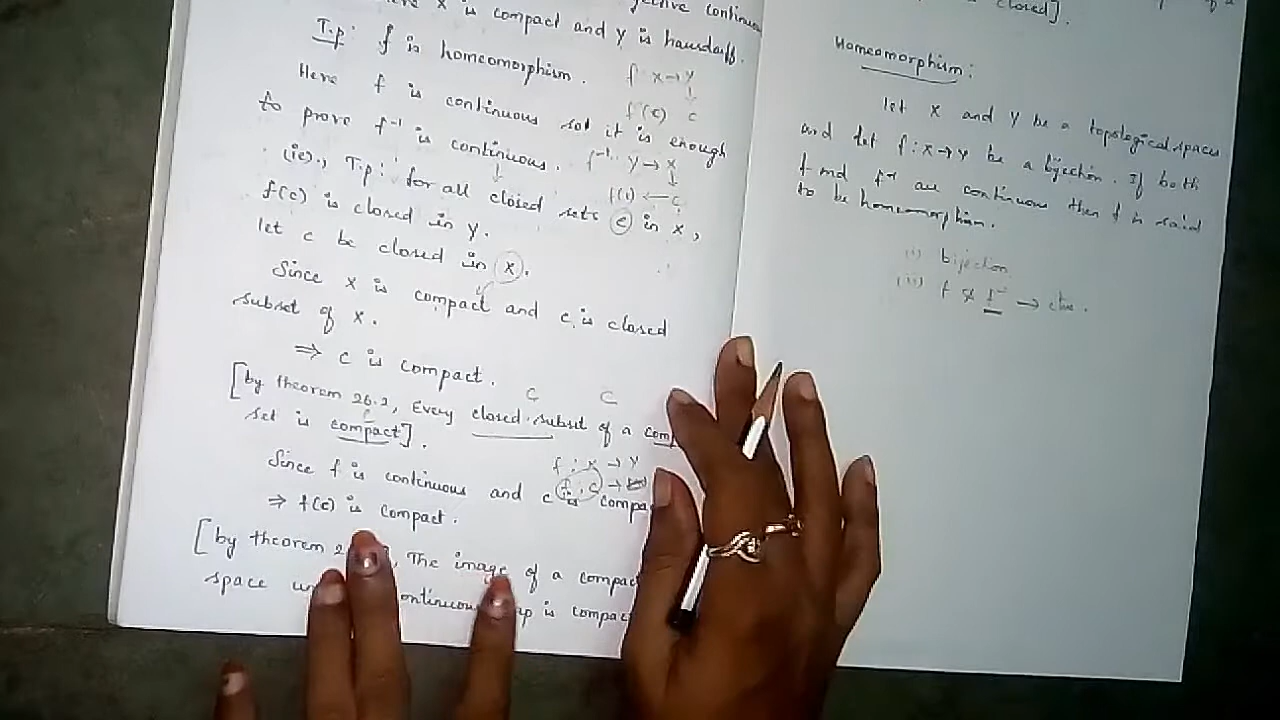 x is compact and y is hausdorff.
T.p: f is homeomorphism.
f x → y
f(c) c
Here f is continuous so it is enough
to prove f⁻¹ is continuous.
f⁻¹. y → x
f(c) ← c
(ie)., T.p: for all closed sets c in x,
f(c) is closed in y.
let c be closed in x.
Since x is compact and c is closed
subset of x.
⇒ c is compact.
c c
[by theorem 26.2, Every closed subset of a
set is compact].
Since f is continuous and c is
f : x → y
⇒ f(c) is compact.
[by theorem The image of a
space is
closed].
Homeomorphism:
let x and y be a topological spaces
and let f : x → y be a bijection. If both
f and f⁻¹ are continuous then f is said
to be homeomorphism.
(i) bijection
(ii) f & f⁻¹ → cts.